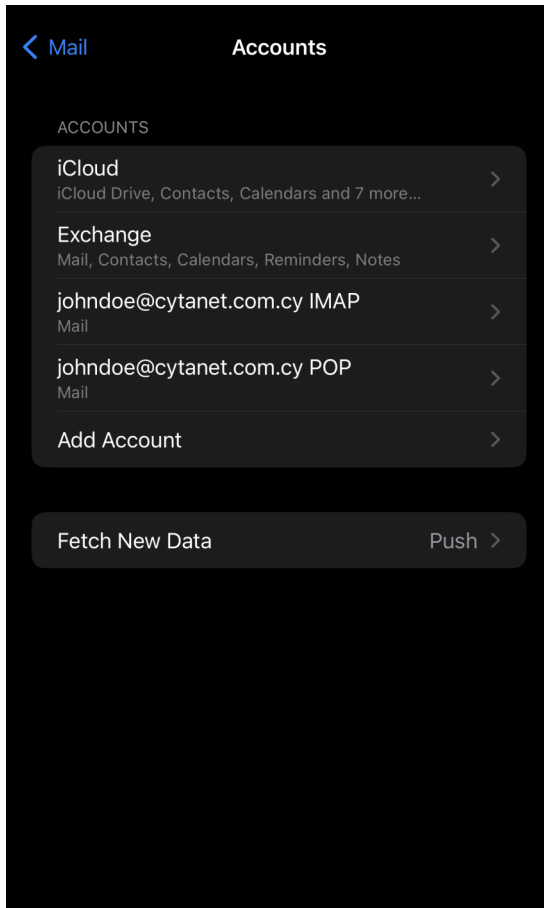 Mail
Accounts
ACCOUNTS
iCloud
iCloud Drive, Contacts, Calendars and 7 more...
Exchange
Mail, Contacts, Calendars, Reminders, Notes
johndoe@cytanet.com.cy IMAP
Mail
johndoe@cytanet.com.cy POP
Mail
Add Account
Fetch New Data
Push